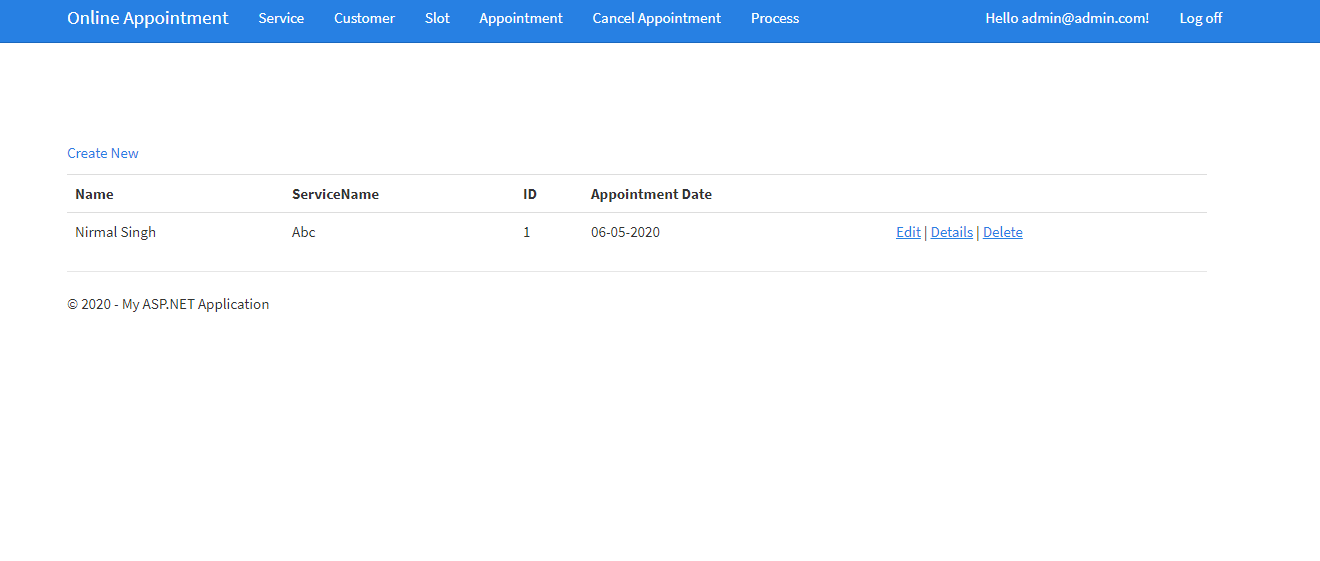 Online Appointment Service Customer Slot Appointment Cancel Appointment Process Hello admin@admin.com! Log off
Create New
Name ServiceName ID Appointment Date
Nirmal Singh Abc 1 06-05-2020 Edit | Details | Delete
© 2020 - My ASP.NET Application